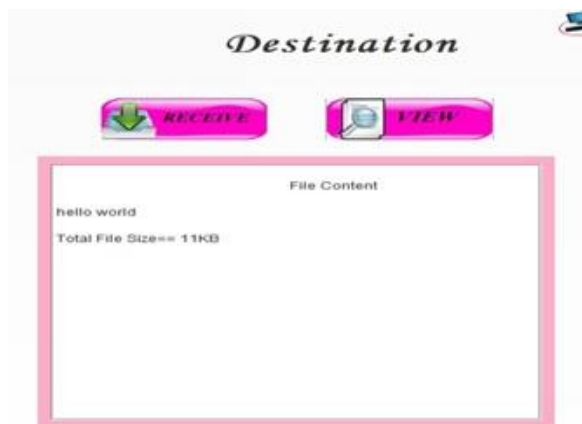 Destination
RECEIVE VIEW
File Content
hello world
Total File Size== 11KB